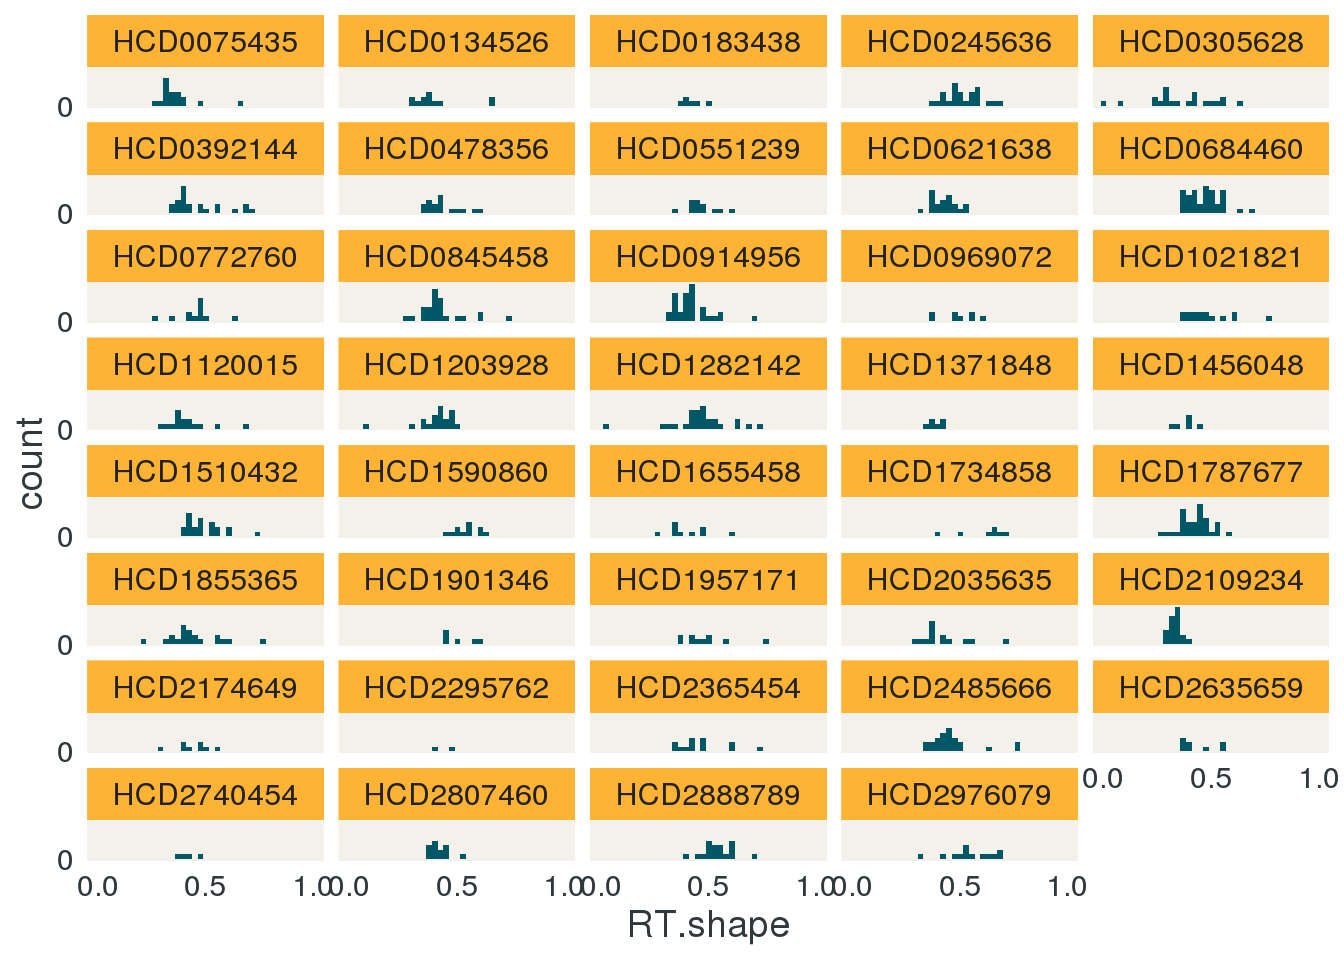 HCD0075435 HCD0134526 HCD0183438 HCD0245636 HCD0305628
0
HCD0392144 HCD0478356 HCD0551239 HCD0621638 HCD0684460
0
HCD0772760 HCD0845458 HCD0914956 HCD0969072 HCD1021821
0
HCD1120015 HCD1203928 HCD1282142 HCD1371848 HCD1456048
0
count
HCD1510432 HCD1590860 HCD1655458 HCD1734858 HCD1787677
0
HCD1855365 HCD1901346 HCD1957171 HCD2035635 HCD2109234
0
HCD2174649 HCD2295762 HCD2365454 HCD2485666 HCD2635659
0
0.0 0.5 1.0
HCD2740454 HCD2807460 HCD2888789 HCD2976079
0
0.0 0.5 1.0 0.0 0.5 1.0 0.0 0.5 1.0 0.0 0.5 1.0
RT.shape